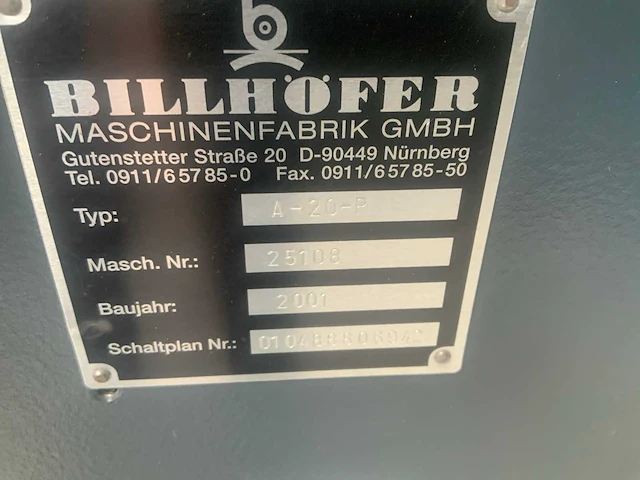 BILLHÖFER
MASCHINENFABRIK GMBH
Gutenstetter Straße 20 D-90449 Nürnberg
Tel. 0911/65785-0 Fax. 0911/65785-50
Typ: A-20-P
Masch. Nr.: 25108
Baujahr: 2001
Schaltplan Nr.: